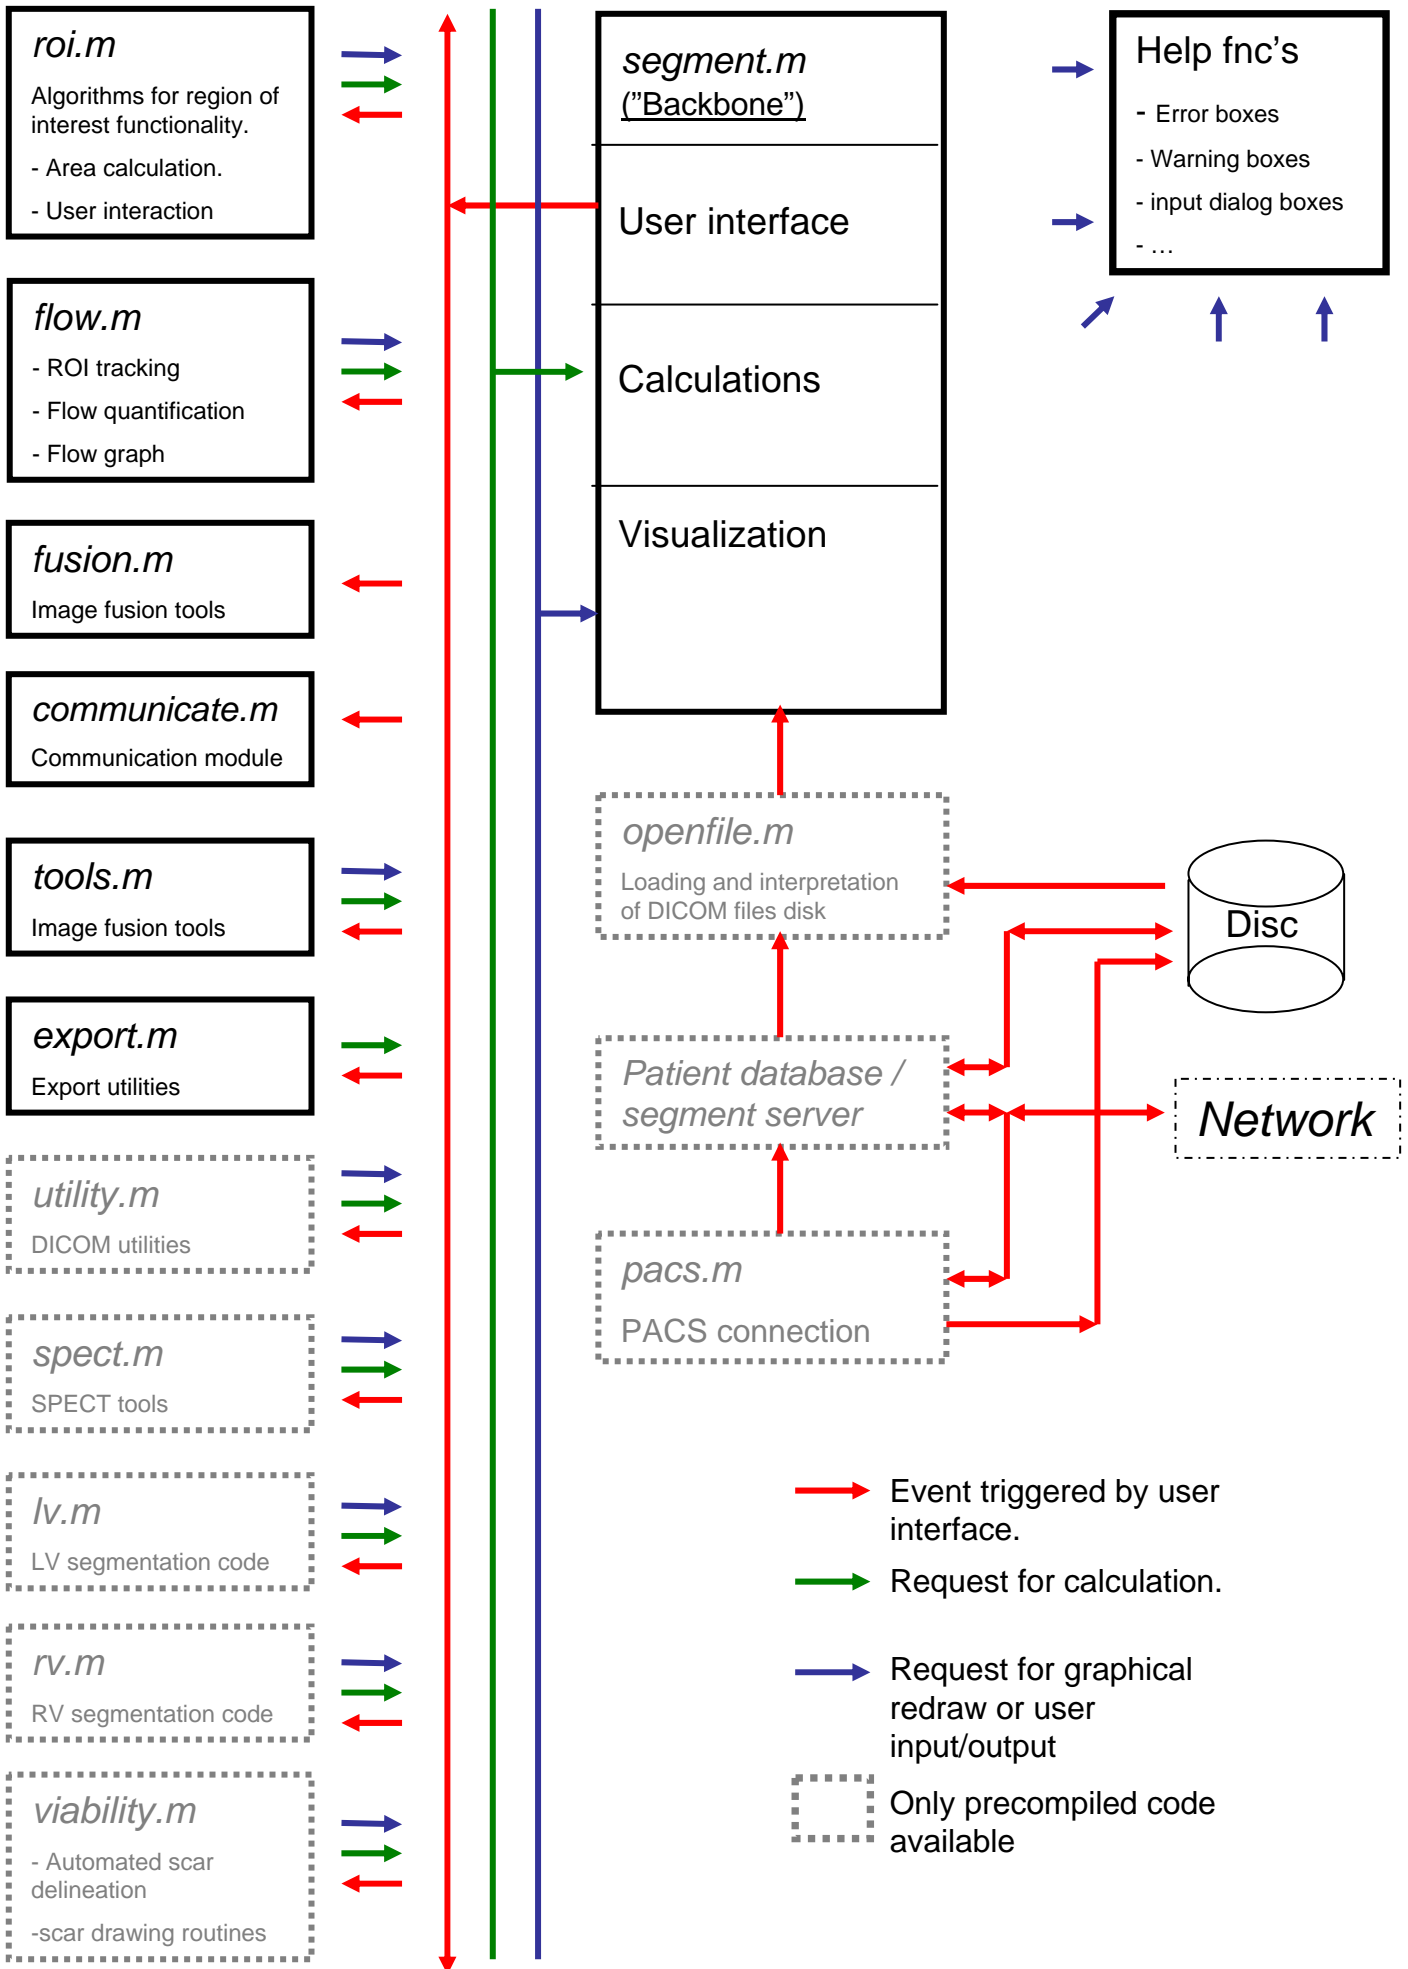 roi.m
Algorithms for region of
interest functionality.
- Area calculation.
- User interaction
flow.m
- ROI tracking
- Flow quantification
- Flow graph
fusion.m
Image fusion tools
communicate.m
Communication module
tools.m
Image fusion tools
export.m
Export utilities
utility.m
DICOM utilities
spect.m
SPECT tools
lv.m
LV segmentation code
rv.m
RV segmentation code
viability.m
- Automated scar
delineation
-scar drawing routines
segment.m
("Backbone")
User interface
Calculations
Visualization
openfile.m
Loading and interpretation
of DICOM files disk
Patient database /
segment server
pacs.m
PACS connection
Help fnc's
- Error boxes
- Warning boxes
- input dialog boxes
- ...
Disc
Network
Event triggered by user
interface.
Request for calculation.
Request for graphical
redraw or user
input/output
Only precompiled code
available